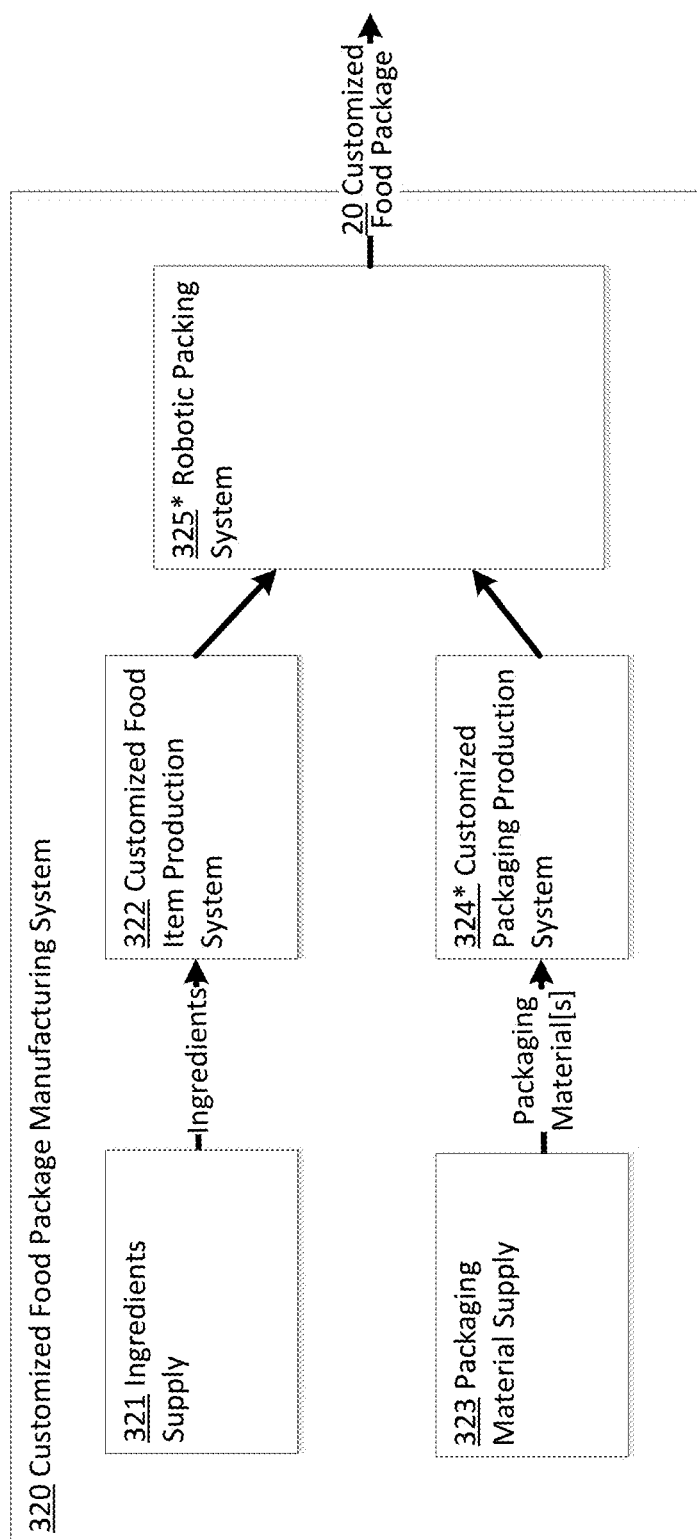 320 Customized Food Package Manufacturing System
321 Ingredients
Supply
Ingredients
322 Customized Food
Item Production
System
323 Packaging
Material Supply
Packaging
Material[s]
324* Customized
Packaging Production
System
325* Robotic Packing
System
20 Customized
Food Package